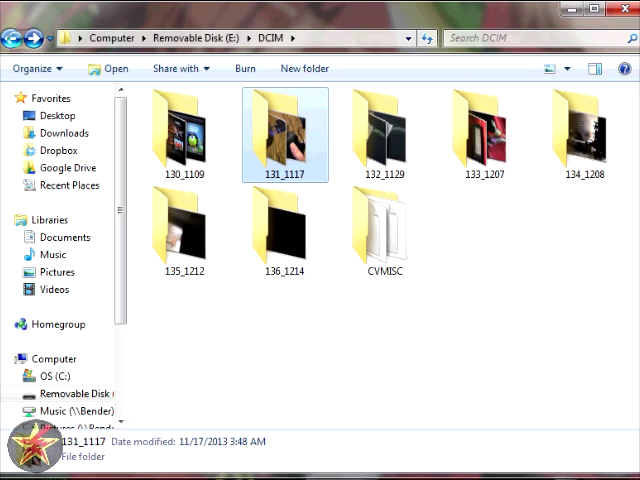 Computer Removable Disk (E:) DCIM
Search DCIM
Organize Open Share with Burn New folder
Favorites
Desktop
Downloads
Dropbox
Google Drive
Recent Places
Libraries
Documents
Music
Pictures
Videos
Homegroup
Computer
OS (C:)
Removable Disk (
Music (\\Bender)
130_1109 131_1117 132_1129 133_1207 134_1208
135_1212 136_1214 CVMISC
131_1117 Date modified: 11/17/2013 3:48 AM
File folder